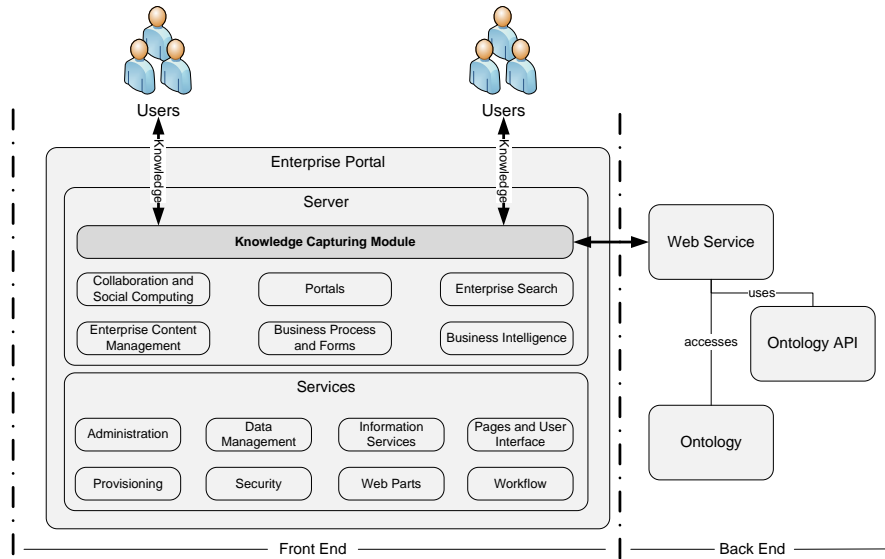 Users
Users
Knowledge
Knowledge
Enterprise Portal
Server
Knowledge Capturing Module
Collaboration and
Social Computing
Portals
Enterprise Search
Enterprise Content
Management
Business Process
and Forms
Business Intelligence
Services
Administration
Data
Management
Information
Services
Pages and User
Interface
Provisioning
Security
Web Parts
Workflow
Web Service
uses
accesses
Ontology API
Ontology
Front End
Back End